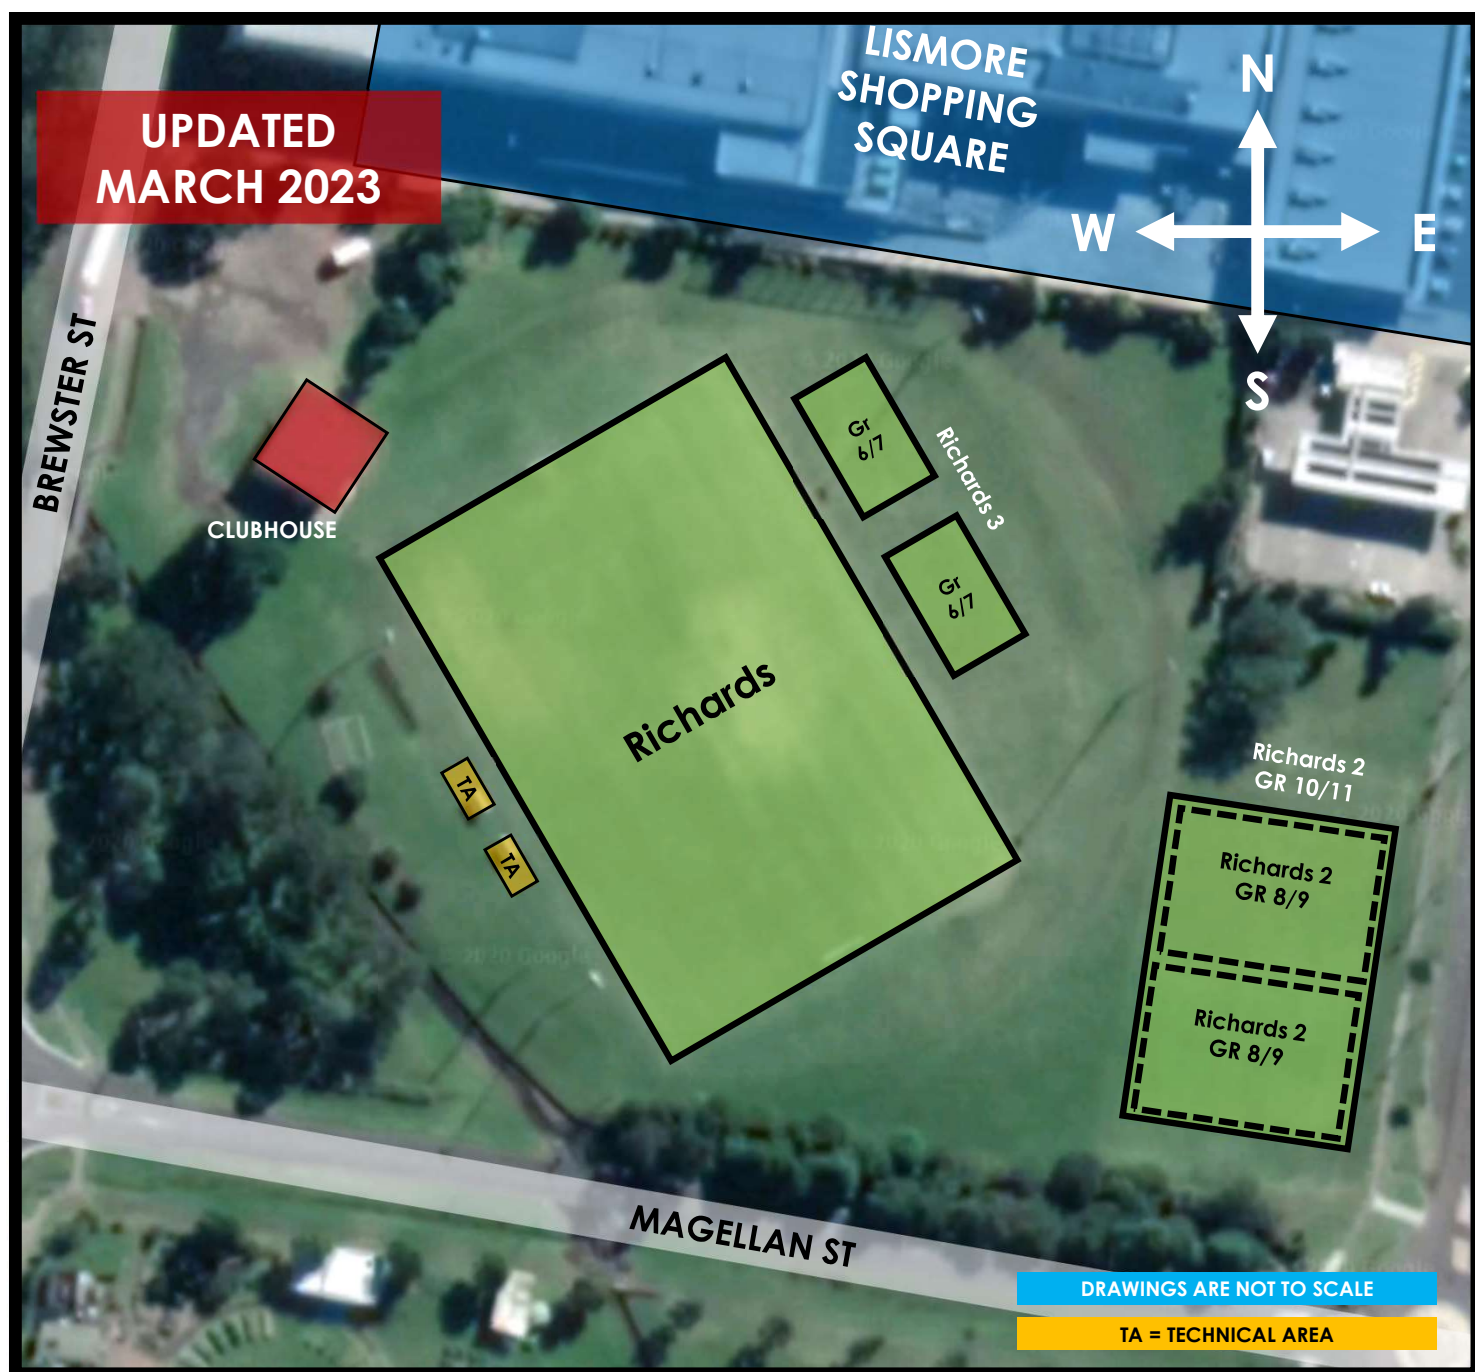 LISMORE
SHOPPING
SQUARE
N
UPDATED
MARCH 2023
W
E
S
BREWSTER ST
CLUBHOUSE
Gr
6/7
Richards 3
Gr
6/7
Richards
TA
TA
Richards 2
GR 10/11
Richards 2
GR 8/9
Richards 2
GR 8/9
2020 Google
MAGELLAN ST
DRAWINGS ARE NOT TO SCALE
TA = TECHNICAL AREA